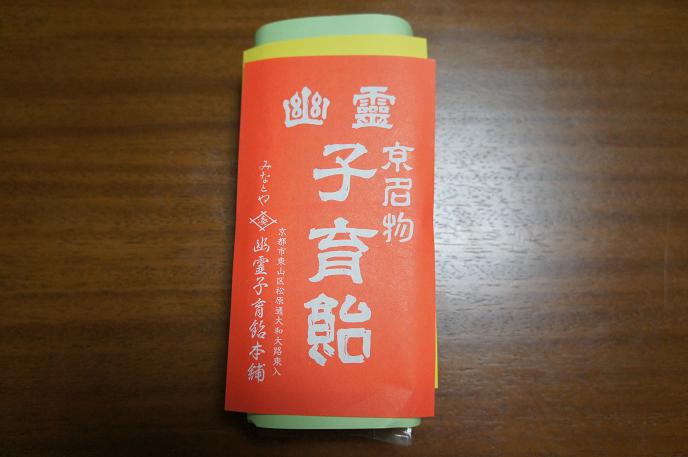 幽靈
京名物
子育飴
京都市東山区松原通大和大路東入
みなとや 幽霊子育飴本舗